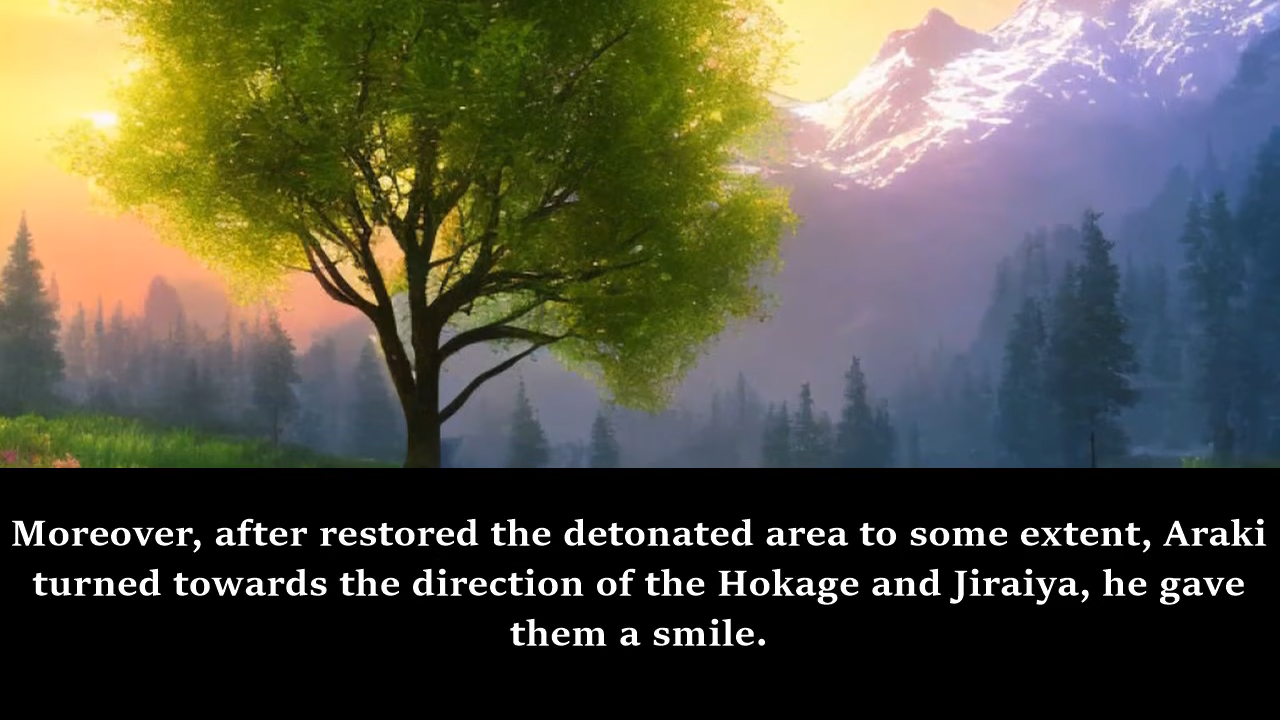 Moreover, after restored the detonated area to some extent, Araki
turned towards the direction of the Hokage and Jiraiya, he gave
them a smile.